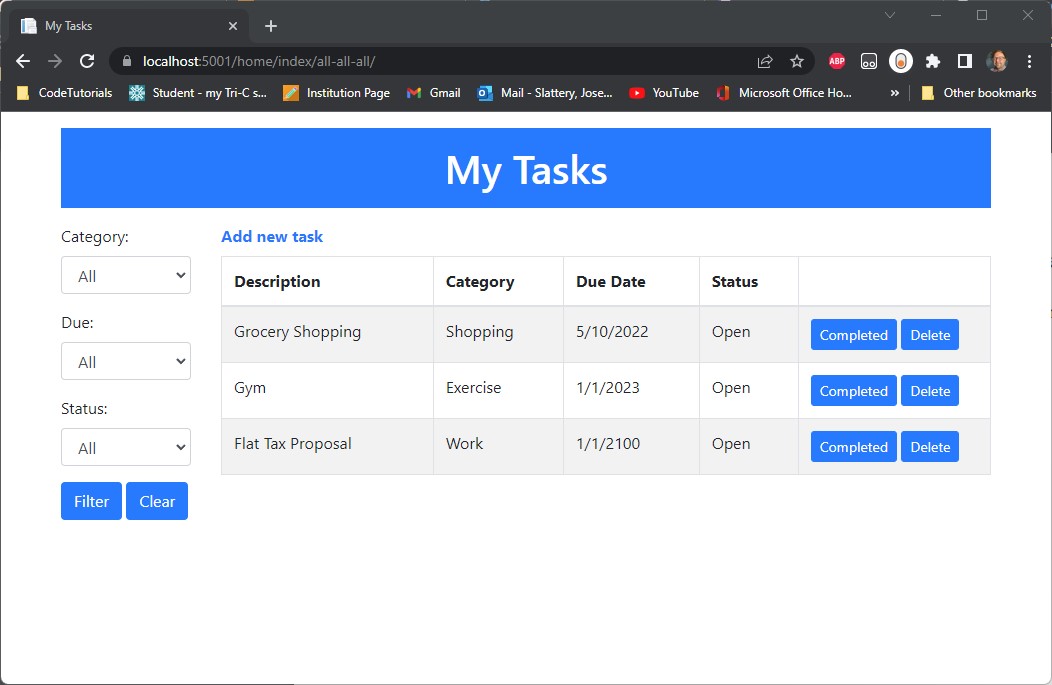 My Tasks
localhost:5001/home/index/all-all-all/
ABP
CodeTutorials Student - my Tri-C s... Institution Page Gmail Mail - Slattery, Jose... YouTube Microsoft Office Ho... » Other bookmarks
My Tasks
Category:
All
Due:
All
Status:
All
Filter Clear
Add new task
Description Category Due Date Status
Grocery Shopping Shopping 5/10/2022 Open Completed Delete
Gym Exercise 1/1/2023 Open Completed Delete
Flat Tax Proposal Work 1/1/2100 Open Completed Delete